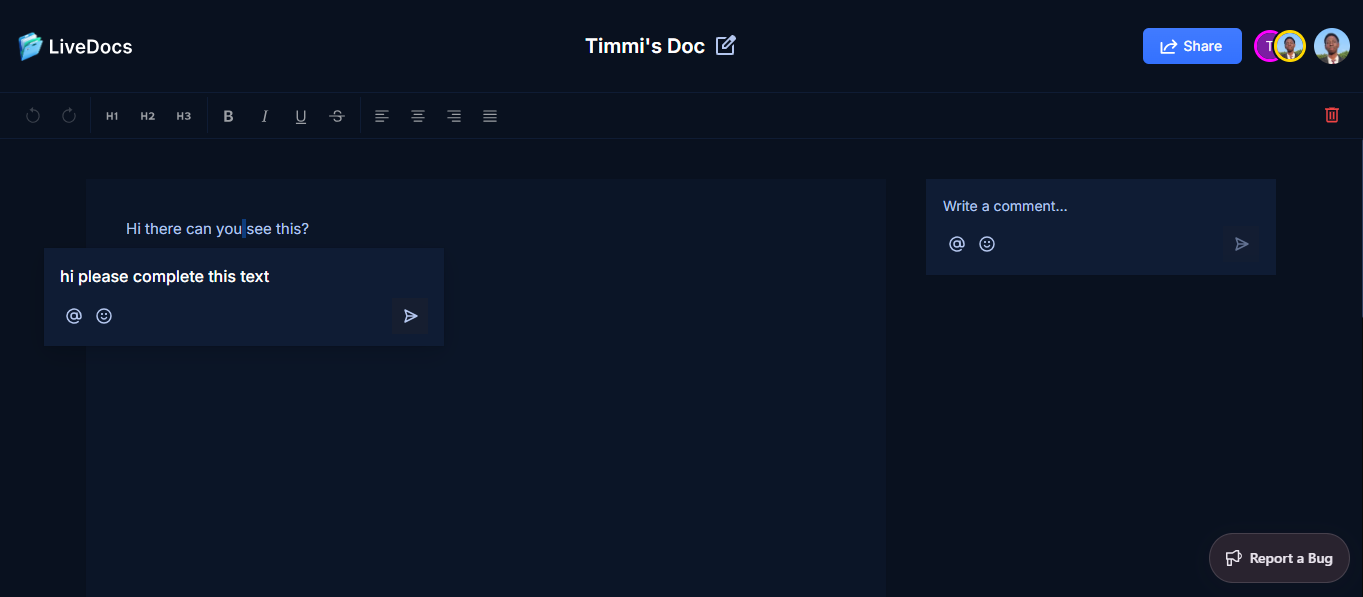 LiveDocs
Timmi's Doc
Share
T
H1 H2 H3 B I U S
Hi there can you see this?
Write a comment...
@
hi please complete this text
@
Report a Bug